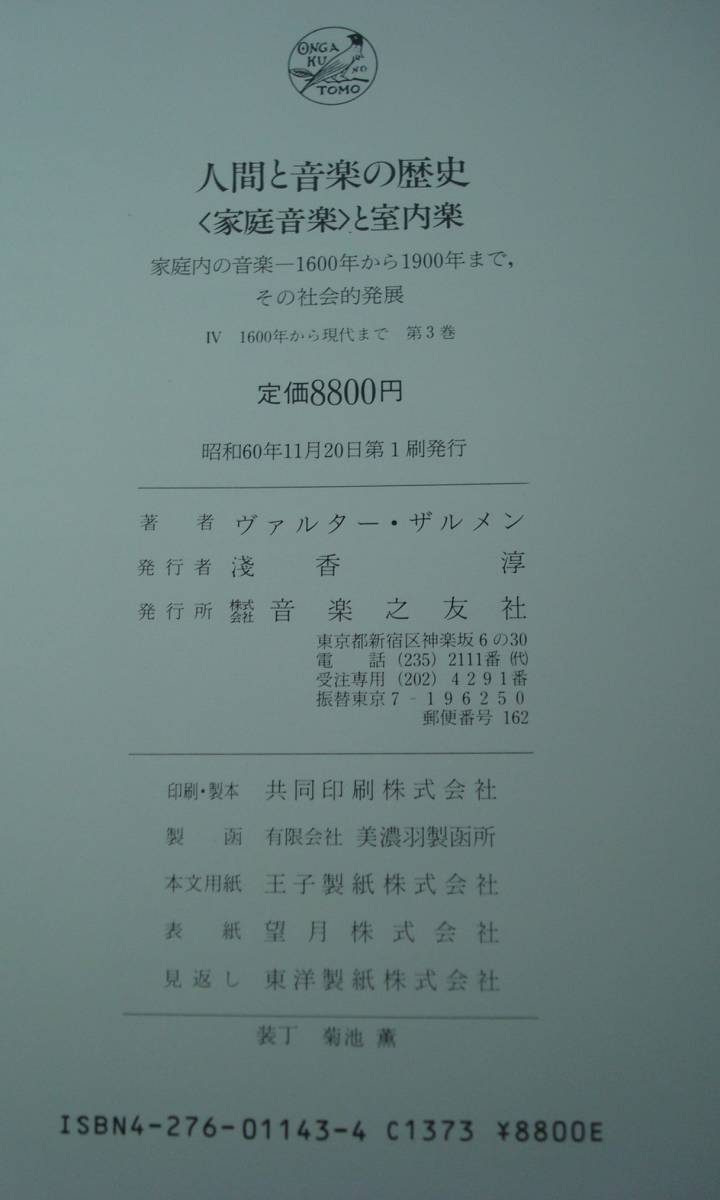 ONGA
KU NO
TOMO
人間と音楽の歴史
〈家庭音楽〉と室内楽
家庭内の音楽―1600年から1900年まで,
その社会的発展
Ⅳ 1600年から現代まで 第3巻
定価8800円
昭和60年11月20日第1刷発行
著者 ヴァルター・ザルメン
発行者 淺香淳
発行所 株式会社 音楽之友社
東京都新宿区神楽坂6の30
電話 (235) 2111番 (代)
受注専用 (202) 4291番
振替東京7-196250
郵便番号 162
印刷・製本 共同印刷株式会社
製函 有限会社 美濃羽製函所
本文用紙 王子製紙株式会社
表紙 望月株式会社
見返し 東洋製紙株式会社
装丁 菊池 薫
ISBN4-276-01143-4 C1373 ¥8800E